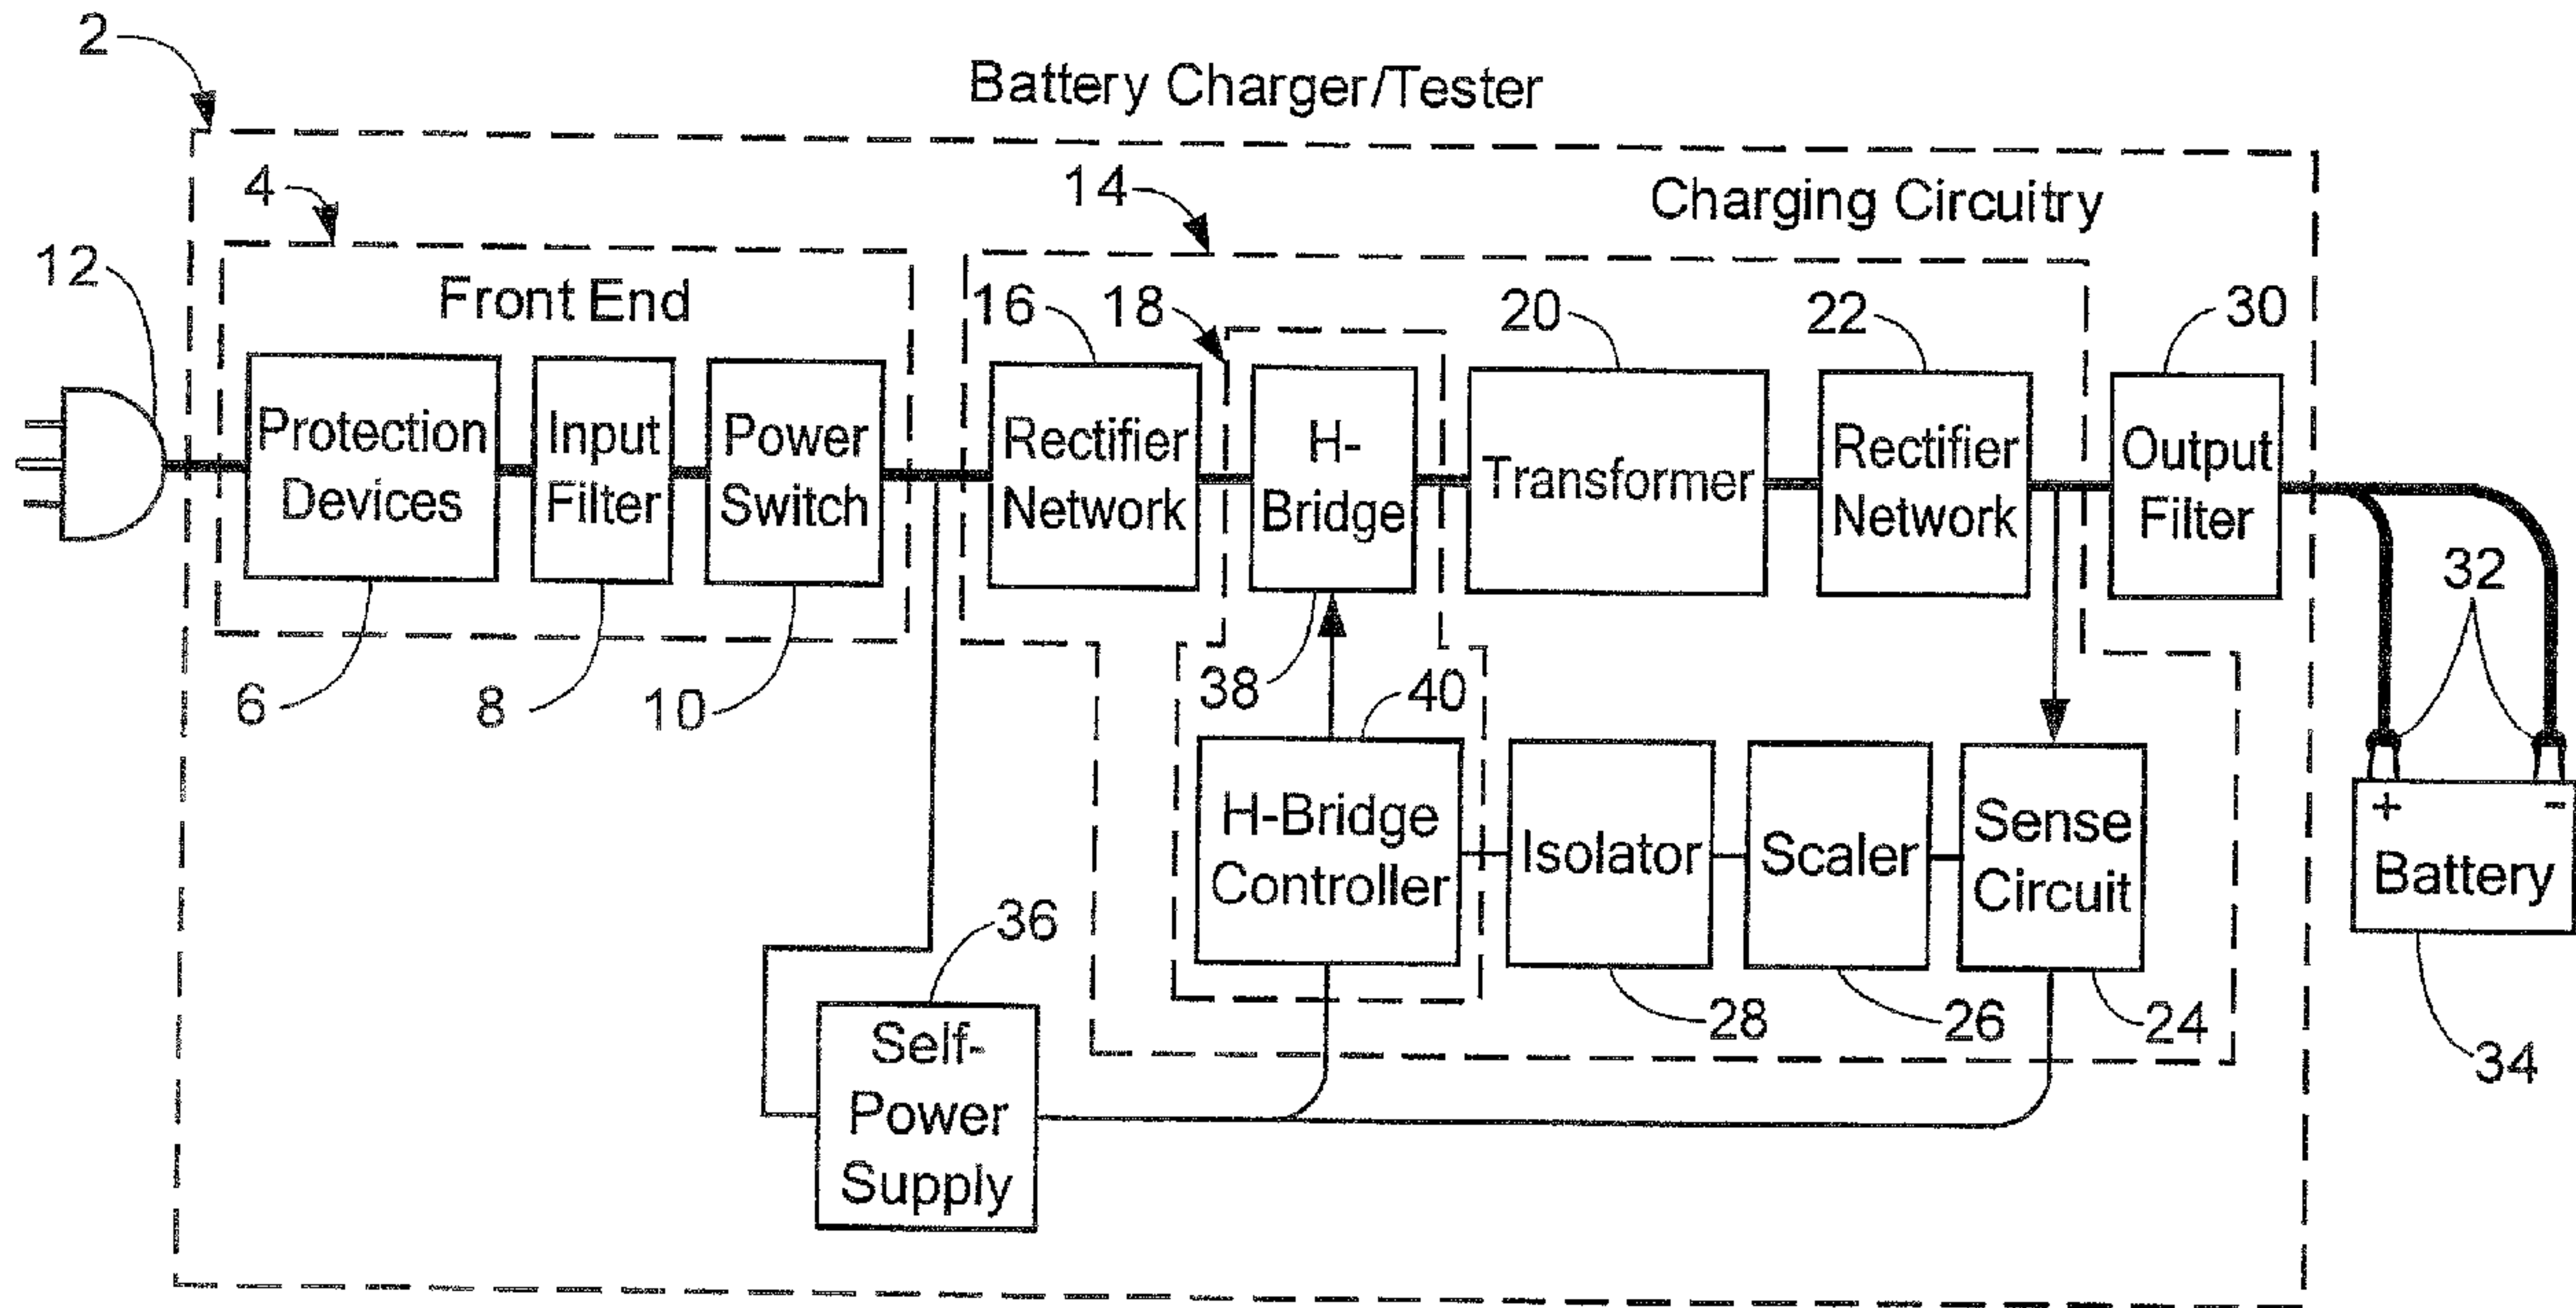 2
Battery Charger/Tester
4
14
Charging Circuitry
12
Front End
16
18
20
22
30
Protection
Devices
Input
Filter
Power
Switch
Rectifier
Network
H-
Bridge
Transformer
Rectifier
Network
Output
Filter
32
6
8
10
38
40
H-Bridge
Controller
Isolator
Scaler
Sense
Circuit
+
-
Battery
36
28
26
24
34
Self-
Power
Supply